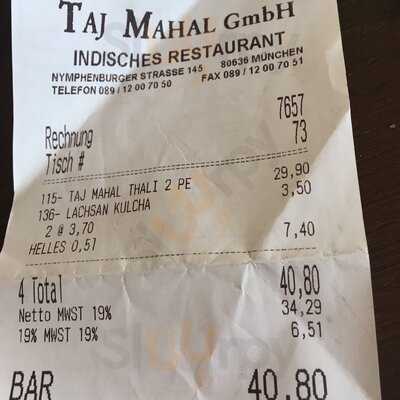 TAJ MAHAL GmbH
INDISCHES RESTAURANT
NYMPHENBURGER STRASSE 145 80636 MÜNCHEN
TELEFON 089 / 12 00 70 50 FAX 089 / 12 00 70 51
7657
Rechnung 73
Tisch #
115- TAJ MAHAL THALI 2 PE 29,90
136- LACHSAN KULCHA 3,50
2 @ 3,70
HELLES 0,5l 7,40
4 Total 40,80
Netto MWST 19% 34,29
19% MWST 19% 6,51
BAR 40,80